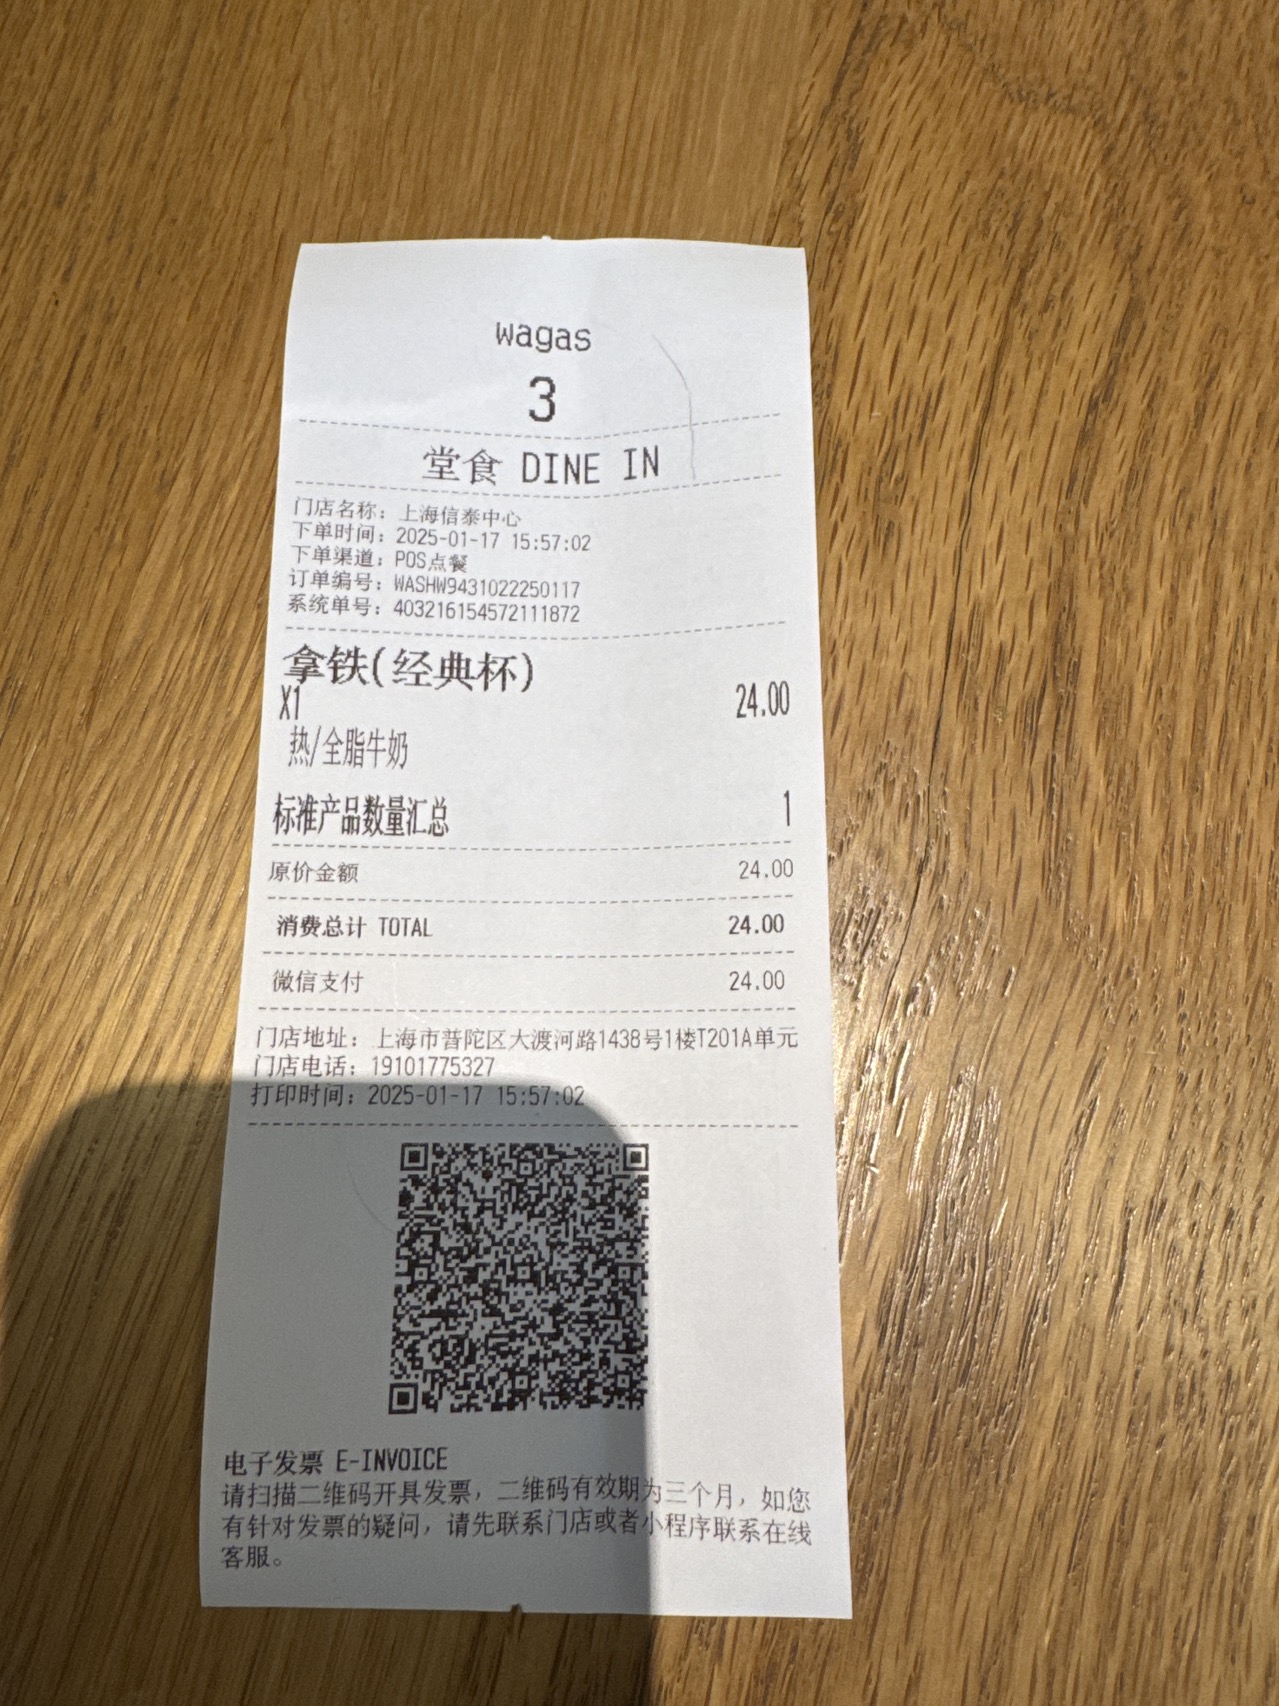 wagas
3
堂食 DINE IN
门店名称：上海信泰中心
下单时间：2025-01-17 15:57:02
下单渠道：POS点餐
订单编号：WASHW9431022250117
系统单号：403216154572111872
拿铁(经典杯)
X1 24.00
热/全脂牛奶
标准产品数量汇总 1
原价金额 24.00
消费总计 TOTAL 24.00
微信支付 24.00
门店地址：上海市普陀区大渡河路1438号1楼T201A单元
门店电话：19101775327
打印时间：2025-01-17 15:57:02
电子发票 E-INVOICE
请扫描二维码开具发票，二维码有效期为三个月，如您
有针对发票的疑问，请先联系门店或者小程序联系在线
客服。